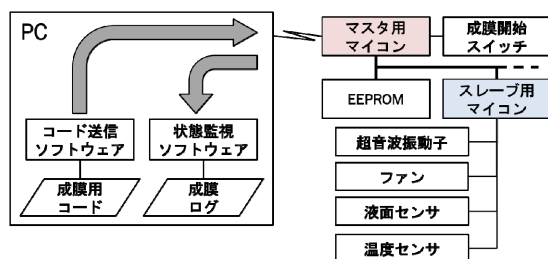 PC
コード送信
ソフトウェア
状態監視
ソフトウェア
成膜用
コード
成膜
ログ
マスタ用
マイコン
成膜開始
スイッチ
EEPROM
スレーブ用
マイコン
超音波振動子
ファン
液面センサ
温度センサ